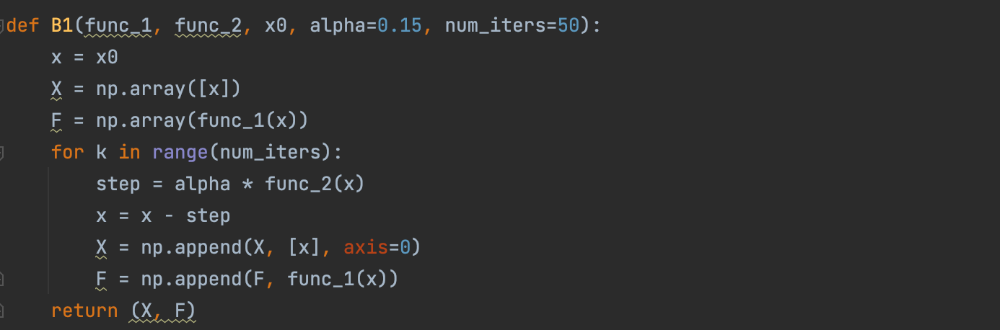 def B1(func_1, func_2, x0, alpha=0.15, num_iters=50):
    x = x0
    X = np.array([x])
    F = np.array(func_1(x))
    for k in range(num_iters):
        step = alpha * func_2(x)
        x = x - step
        X = np.append(X, [x], axis=0)
        F = np.append(F, func_1(x))
    return (X, F)